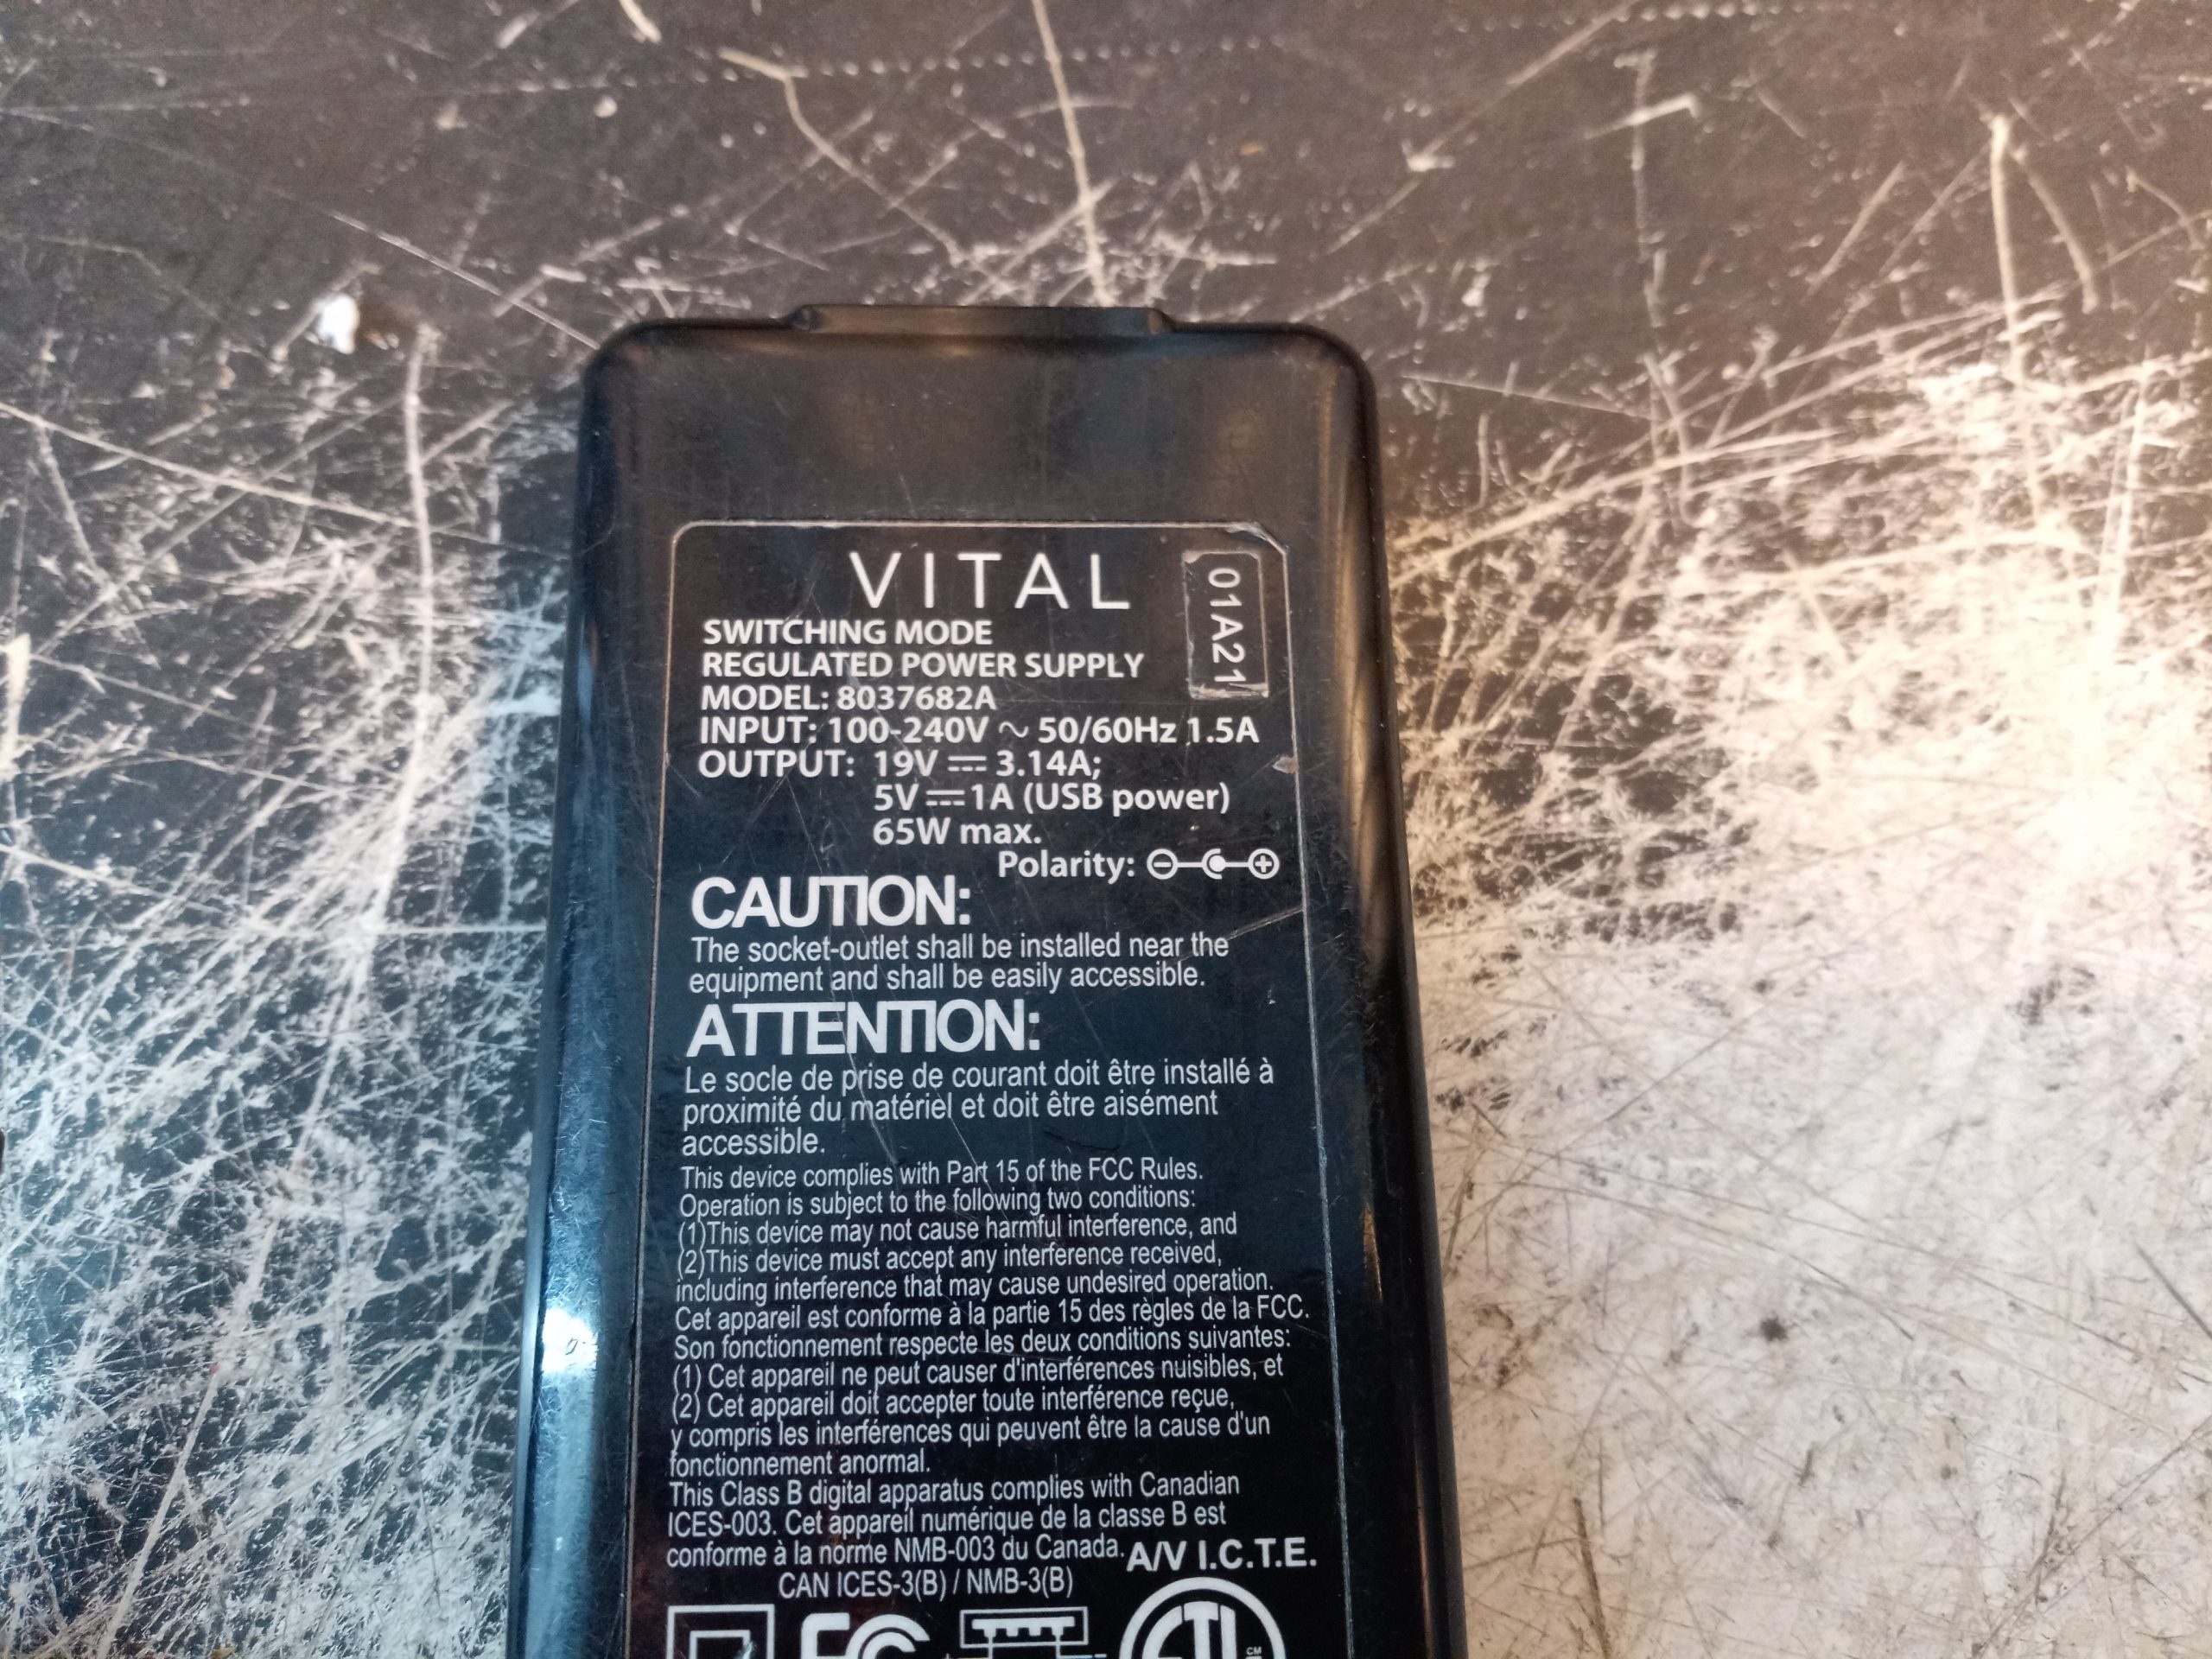 VITAL
01A21
SWITCHING MODE
REGULATED POWER SUPPLY
MODEL: 8037682A
INPUT: 100-240V ~ 50/60Hz 1.5A
OUTPUT: 19V ⎓ 3.14A;
5V ⎓ 1A (USB power)
65W max.
Polarity:
CAUTION:
The socket-outlet shall be installed near the
equipment and shall be easily accessible.
ATTENTION:
Le socle de prise de courant doit être installé à
proximité du matériel et doit être aisément
accessible.
This device complies with Part 15 of the FCC Rules.
Operation is subject to the following two conditions:
(1)This device may not cause harmful interference, and
(2)This device must accept any interference received,
including interference that may cause undesired operation.
Cet appareil est conforme à la partie 15 des règles de la FCC.
Son fonctionnement respecte les deux conditions suivantes:
(1) Cet appareil ne peut causer d'interférences nuisibles, et
(2) Cet appareil doit accepter toute interférence reçue,
y compris les interférences qui peuvent être la cause d'un
fonctionnement anormal.
This Class B digital apparatus complies with Canadian
ICES-003. Cet appareil numérique de la classe B est
conforme à la norme NMB-003 du Canada. A/V I.C.T.E.
CAN ICES-3(B) / NMB-3(B)